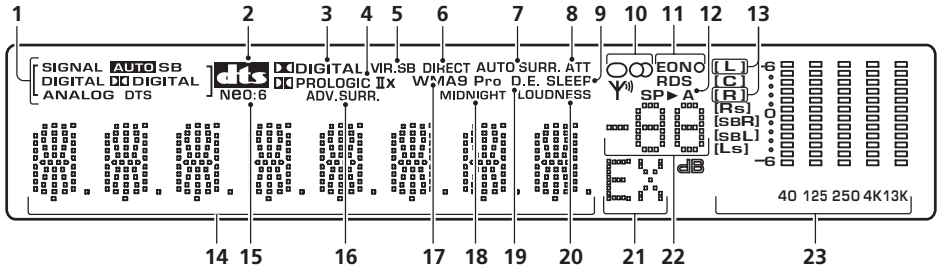 1 2 3 4 5 6 7 8 9 10 11 12 13
SIGNAL AUTO SB
DIGITAL DIGITAL
ANALOG DTS
dts
Neo:6
DIGITAL VIR.SB DIRECT AUTO SURR. ATT
PROLOGIC IIx WMA9 Pro D.E. SLEEP
ADV.SURR. MIDNIGHT LOUDNESS
EON
RDS
SP ► A
-88
dB
EX
[L]
[C]
[R]
[Rs]
[SBR]
[SBL]
[Ls]
6
0
-6
40 125 250 4K 13K
14 15 16 17 18 19 20 21 22 23